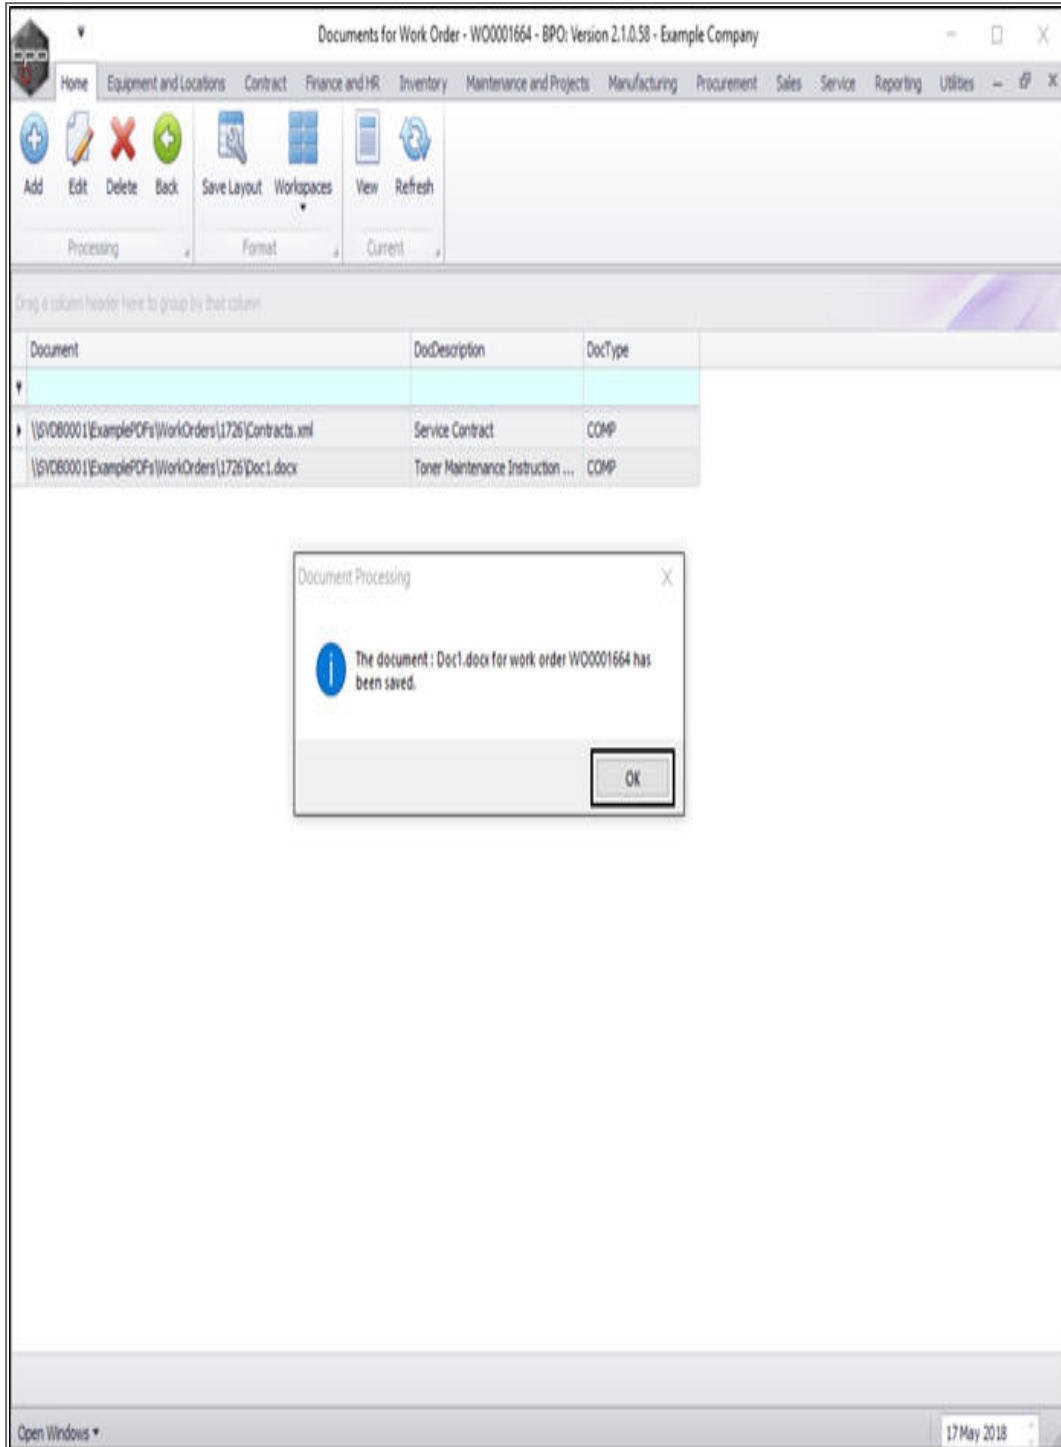 Documents for Work Order - WO0001664 - BPO: Version 2.1.0.58 - Example Company
bpo
Home Equipment and Locations Contract Finance and HR Inventory Maintenance and Projects Manufacturing Procurement Sales Service Reporting Utilities
Add Edit Delete Back Save Layout Workspaces View Refresh
Processing Format Current
Drag a column header here to group by that column
Document DocDescription DocType
\\SVDB0001\ExamplePDFs\WorkOrders\1726\Contracts.xml Service Contract COMP
\\SVDB0001\ExamplePDFs\WorkOrders\1726\Doc1.docx Toner Maintenance Instruction ... COMP
Document Processing
The document : Doc1.docx for work order WO0001664 has
been saved.
OK
Open Windows 17 May 2018